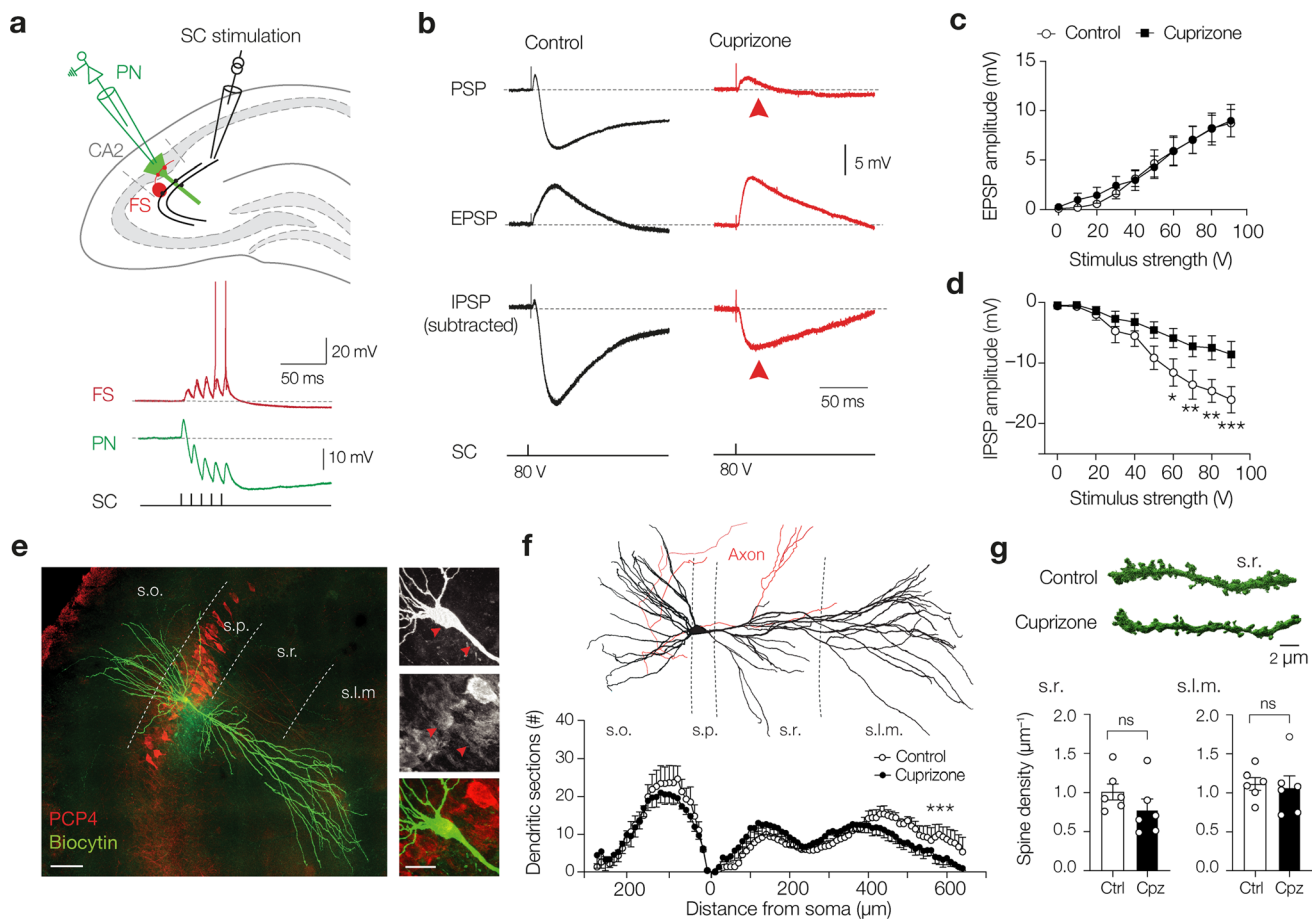 a
SC stimulation
PN
CA2
FS
20 mV
50 ms
FS
PN
10 mV
SC
b
Control
Cuprizone
PSP
5 mV
EPSP
IPSP
(subtracted)
50 ms
SC
80 V
80 V
c
Control
Cuprizone
EPSP amplitude (mV)
15
10
5
0
0
20
40
60
80
100
Stimulus strength (V)
d
IPSP amplitude (mV)
0
−10
−20
*
**
**
***
0
20
40
60
80
100
Stimulus strength (V)
e
s.o.
s.p.
s.r.
s.l.m
PCP4
Biocytin
f
Axon
Dendritic sections (#)
40
30
20
10
0
s.o.
s.p.
s.r.
s.l.m.
Control
Cuprizone
***
200
0
200
400
600
Distance from soma (µm)
g
s.r.
Control
Cuprizone
2 µm
s.r.
Spine density (µm⁻¹)
2.0
1.5
1.0
0.5
0.0
ns
Ctrl
Cpz
s.l.m.
2.0
1.5
1.0
0.5
0.0
ns
Ctrl
Cpz